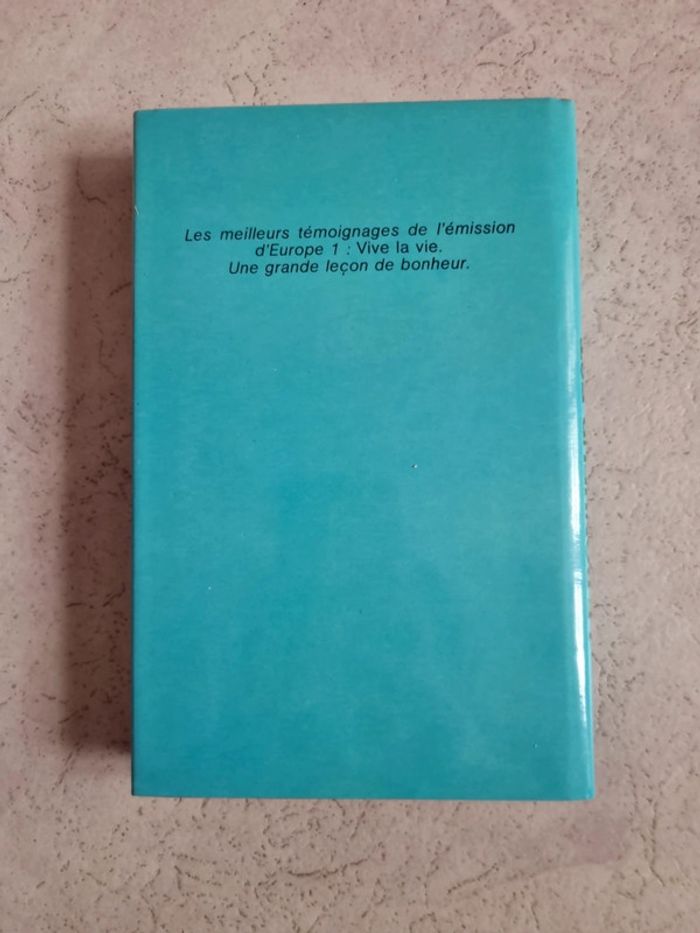 Les meilleurs témoignages de l'émission
d'Europe 1 : Vive la vie.
Une grande leçon de bonheur.